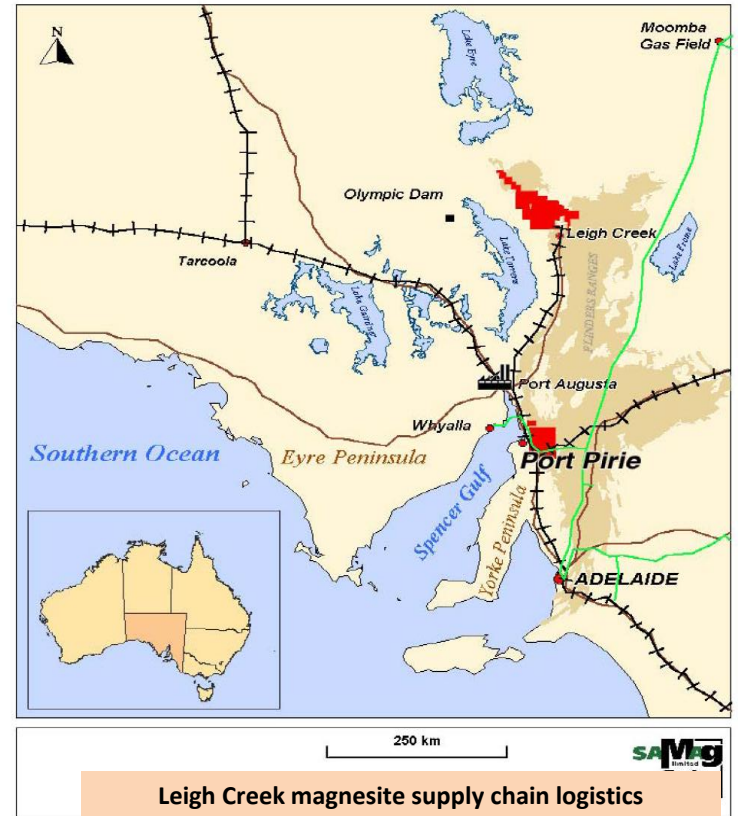 N
Moomba
Gas Field
Lake Eyre
Olympic Dam
Leigh Creek
Lake Torrens
Lake Frome
Tarcoola
Lake Gairdner
FLINDERS RANGES
Port Augusta
Whyalla
Port Pirie
Southern Ocean
Eyre Peninsula
Spencer Gulf
Yorke Peninsula
ADELAIDE
250 km
SAMAG
Mg
limited
Leigh Creek magnesite supply chain logistics